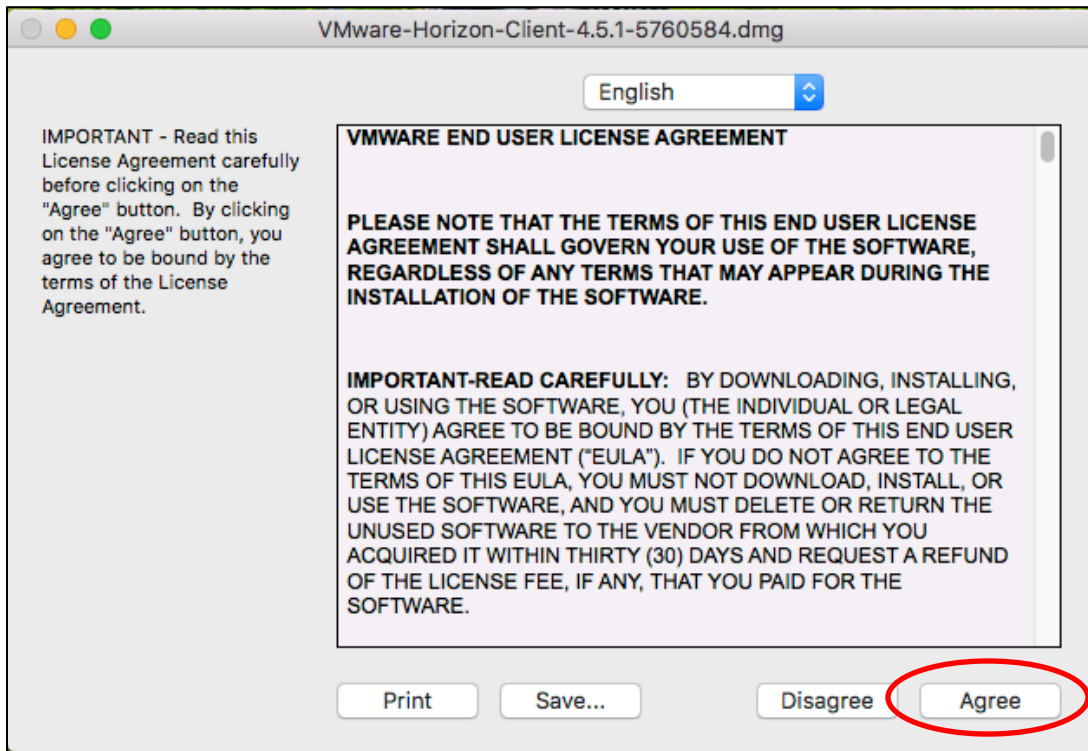 VMware-Horizon-Client-4.5.1-5760584.dmg
English
IMPORTANT - Read this
License Agreement carefully
before clicking on the
"Agree" button.  By clicking
on the "Agree" button, you
agree to be bound by the
terms of the License
Agreement.
VMWARE END USER LICENSE AGREEMENT
PLEASE NOTE THAT THE TERMS OF THIS END USER LICENSE
AGREEMENT SHALL GOVERN YOUR USE OF THE SOFTWARE,
REGARDLESS OF ANY TERMS THAT MAY APPEAR DURING THE
INSTALLATION OF THE SOFTWARE.
IMPORTANT-READ CAREFULLY:   BY DOWNLOADING, INSTALLING,
OR USING THE SOFTWARE, YOU (THE INDIVIDUAL OR LEGAL
ENTITY) AGREE TO BE BOUND BY THE TERMS OF THIS END USER
LICENSE AGREEMENT (“EULA”).  IF YOU DO NOT AGREE TO THE
TERMS OF THIS EULA, YOU MUST NOT DOWNLOAD, INSTALL, OR
USE THE SOFTWARE, AND YOU MUST DELETE OR RETURN THE
UNUSED SOFTWARE TO THE VENDOR FROM WHICH YOU
ACQUIRED IT WITHIN THIRTY (30) DAYS AND REQUEST A REFUND
OF THE LICENSE FEE, IF ANY, THAT YOU PAID FOR THE
SOFTWARE.
Print Save... Disagree Agree